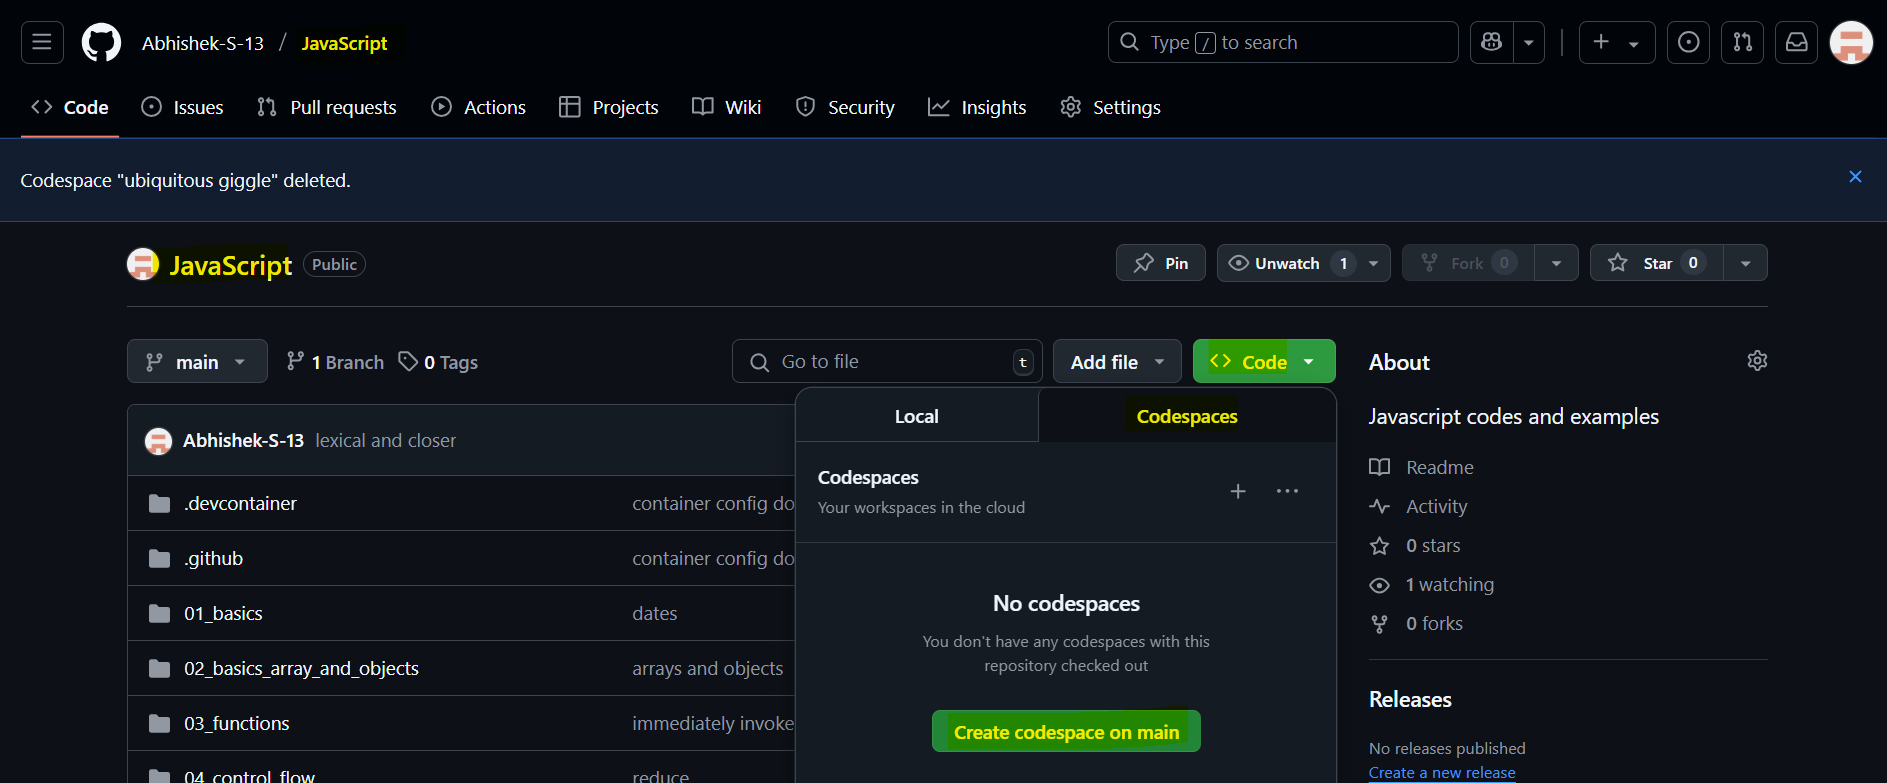 Abhishek-S-13 / JavaScript
Type / to search
Code Issues Pull requests Actions Projects Wiki Security Insights Settings
Codespace "ubiquitous giggle" deleted.
JavaScript Public
Pin Unwatch 1 Fork 0 Star 0
main 1 Branch 0 Tags Go to file t Add file Code
Local Codespaces
Abhishek-S-13 lexical and closer
.devcontainer container config do
.github container config do
01_basics dates
02_basics_array_and_objects arrays and objects
03_functions immediately invoke
04_control_flow reduce
Codespaces
Your workspaces in the cloud
No codespaces
You don't have any codespaces with this
repository checked out
Create codespace on main
About
Javascript codes and examples
Readme
Activity
0 stars
1 watching
0 forks
Releases
No releases published
Create a new release